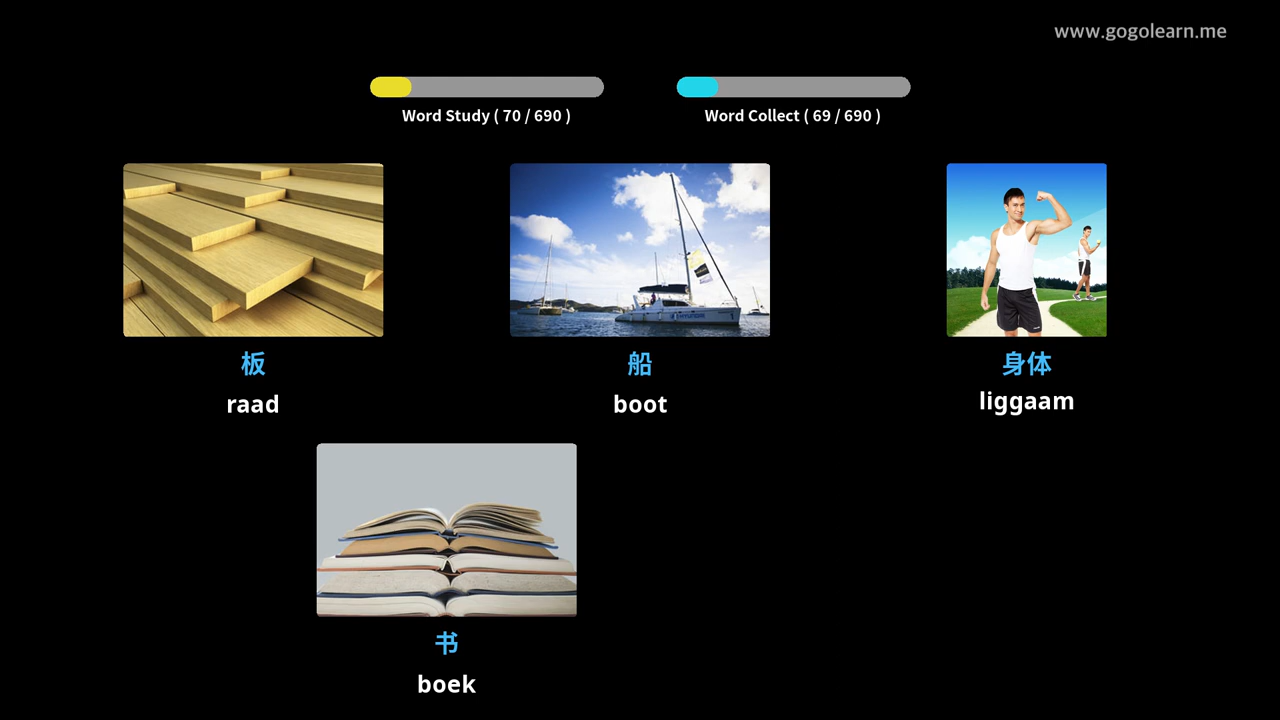 www.gogolearn.me
Word Study ( 70 / 690 )
Word Collect ( 69 / 690 )
板
raad
船
boot
身体
liggaam
书
boek